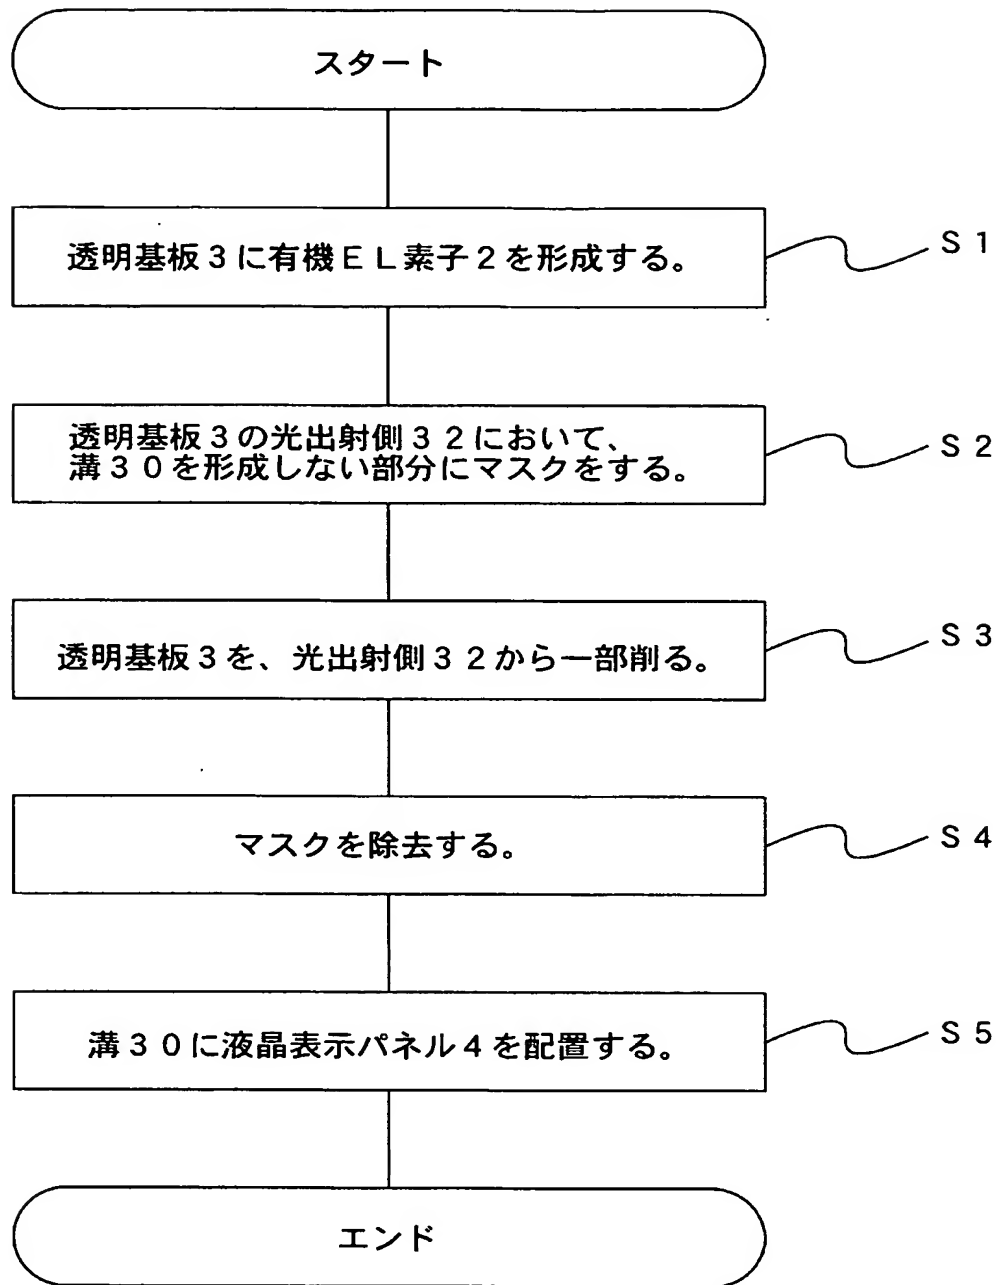 スタート
透明基板３に有機ＥＬ素子２を形成する。
Ｓ１
透明基板３の光出射側３２において、
溝３０を形成しない部分にマスクをする。
Ｓ２
透明基板３を、光出射側３２から一部削る。
Ｓ３
マスクを除去する。
Ｓ４
溝３０に液晶表示パネル４を配置する。
Ｓ５
エンド